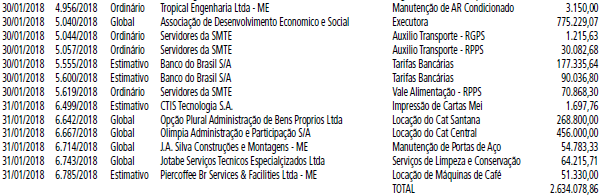 30/01/2018 4.956/2018 Ordinário Tropical Engenharia Ltda - ME Manutenção de AR Condicionado 3.150,00
30/01/2018 5.040/2018 Global Associação de Desenvolvimento Economico e Social Executora 775.229,07
30/01/2018 5.044/2018 Ordinário Servidores da SMTE Auxilio Transporte - RGPS 1.215,63
30/01/2018 5.057/2018 Ordinário Servidores da SMTE Auxilio Transporte - RPPS 30.082,68
30/01/2018 5.555/2018 Estimativo Banco do Brasil S/A Tarifas Bancárias 177.335,64
30/01/2018 5.600/2018 Estimativo Banco do Brasil S/A Tarifas Bancárias 90.036,80
30/01/2018 5.619/2018 Ordinário Servidores da SMTE Vale Alimentação - RPPS 70.868,30
31/01/2018 6.499/2018 Estimativo CTIS Tecnologia S.A. Impressão de Cartas Mei 1.697,76
31/01/2018 6.642/2018 Global Opção Plural Administração de Bens Proprios Ltda Locação do Cat Santana 268.800,00
31/01/2018 6.667/2018 Global Olimpia Administração e Participação S/A Locação do Cat Central 456.000,00
31/01/2018 6.714/2018 Global J.A. Silva Construções e Montagens - ME Manutenção de Portas de Aço 54.783,33
31/01/2018 6.743/2018 Global Jotabe Serviços Tecnicos Especialçizados Ltda Serviços de Limpeza e Conservação 64.215,71
31/01/2018 6.785/2018 Estimativo Piercoffee Br Services & Facilities Ltda - ME Locação de Máquinas de Café 51.330,00
TOTAL 2.634.078,86